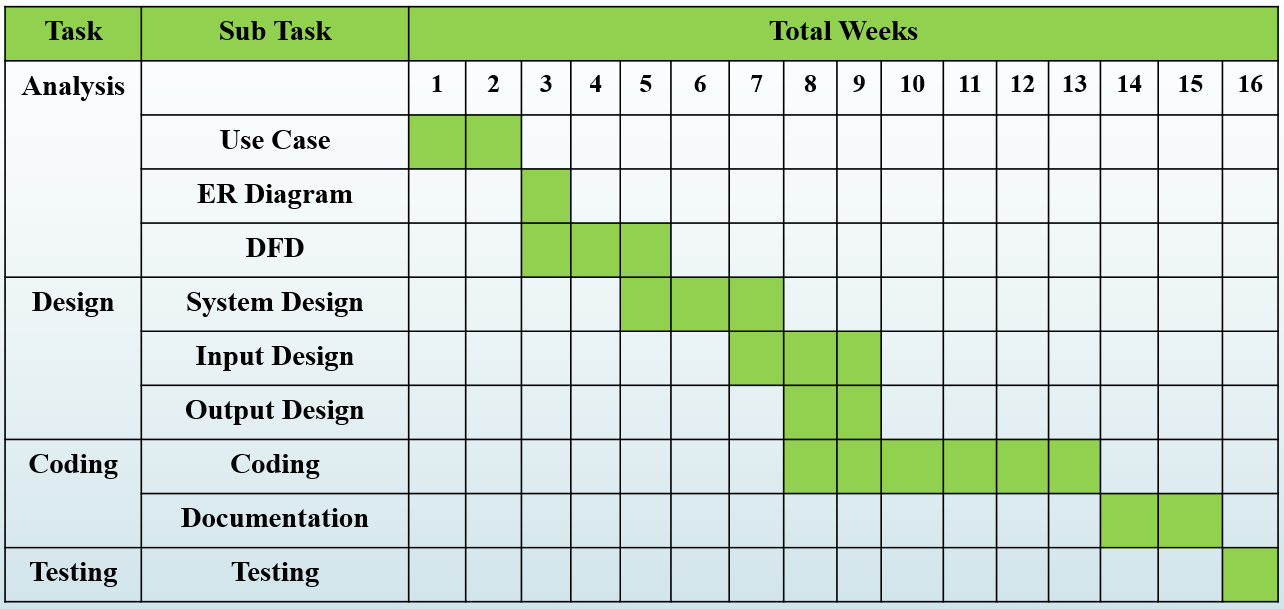 Task Sub Task Total Weeks
Analysis 1 2 3 4 5 6 7 8 9 10 11 12 13 14 15 16
Use Case
ER Diagram
DFD
Design System Design
Input Design
Output Design
Coding Coding
Documentation
Testing Testing